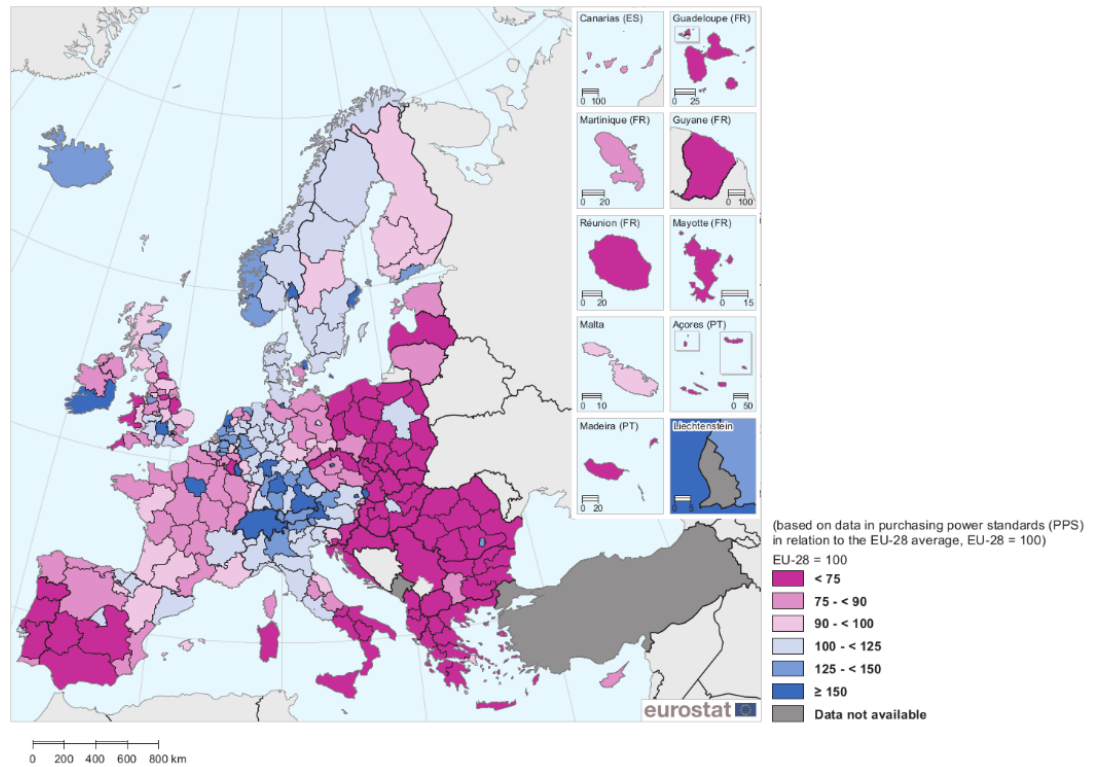 Canarias (ES)
0 100
Guadeloupe (FR)
0 25
Martinique (FR)
0 20
Guyane (FR)
0 100
Réunion (FR)
0 20
Mayotte (FR)
0 15
Malta
0 10
Açores (PT)
0 50
Madeira (PT)
0 20
Liechtenstein
0 5
(based on data in purchasing power standards (PPS)
in relation to the EU-28 average, EU-28 = 100)
EU-28 = 100
< 75
75 - < 90
90 - < 100
100 - < 125
125 - < 150
≥ 150
Data not available
eurostat
0 200 400 600 800 km